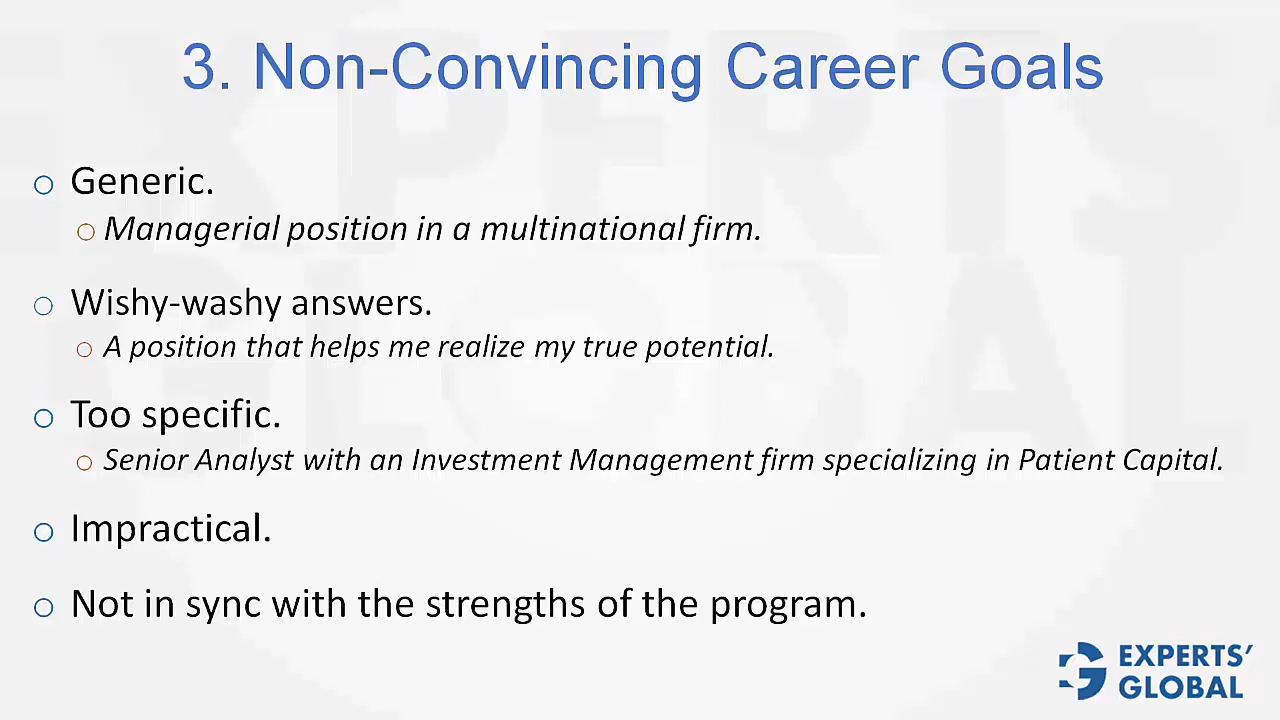 3. Non-Convincing Career Goals
Generic.
Managerial position in a multinational firm.
Wishy-washy answers.
A position that helps me realize my true potential.
Too specific.
Senior Analyst with an Investment Management firm specializing in Patient Capital.
Impractical.
Not in sync with the strengths of the program.
EXPERTS'
GLOBAL